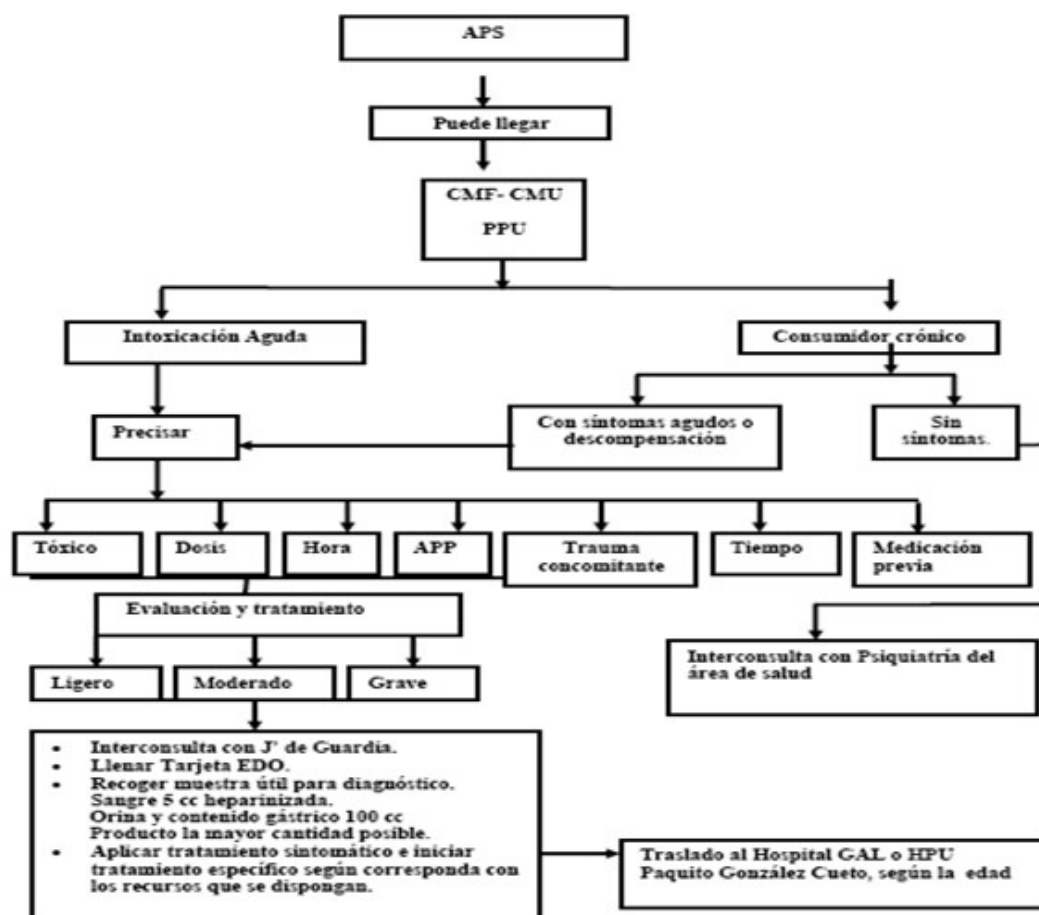 APS
Puede llegar
CMF- CMU
PPU
Intoxicación Aguda
Consumidor crónico
Precisar
Con síntomas agudos o
descompensación
Sin
síntomas.
Tóxico
Dosis
Hora
APP
Trauma
concomitante
Tiempo
Medicación
previa
Evaluación y tratamiento
Interconsulta con Psiquiatría del
área de salud
Ligero
Moderado
Grave
• Interconsulta con J' de Guardia.
• Llenar Tarjeta EDO.
• Recoger muestra útil para diagnóstico.
Sangre 5 cc heparinizada.
Orina y contenido gástrico 100 cc
Producto la mayor cantidad posible.
• Aplicar tratamiento sintomático e iniciar
tratamiento específico según corresponda con
los recursos que se dispongan.
Traslado al Hospital GAL o HPU
Paquito González Cueto, según la edad